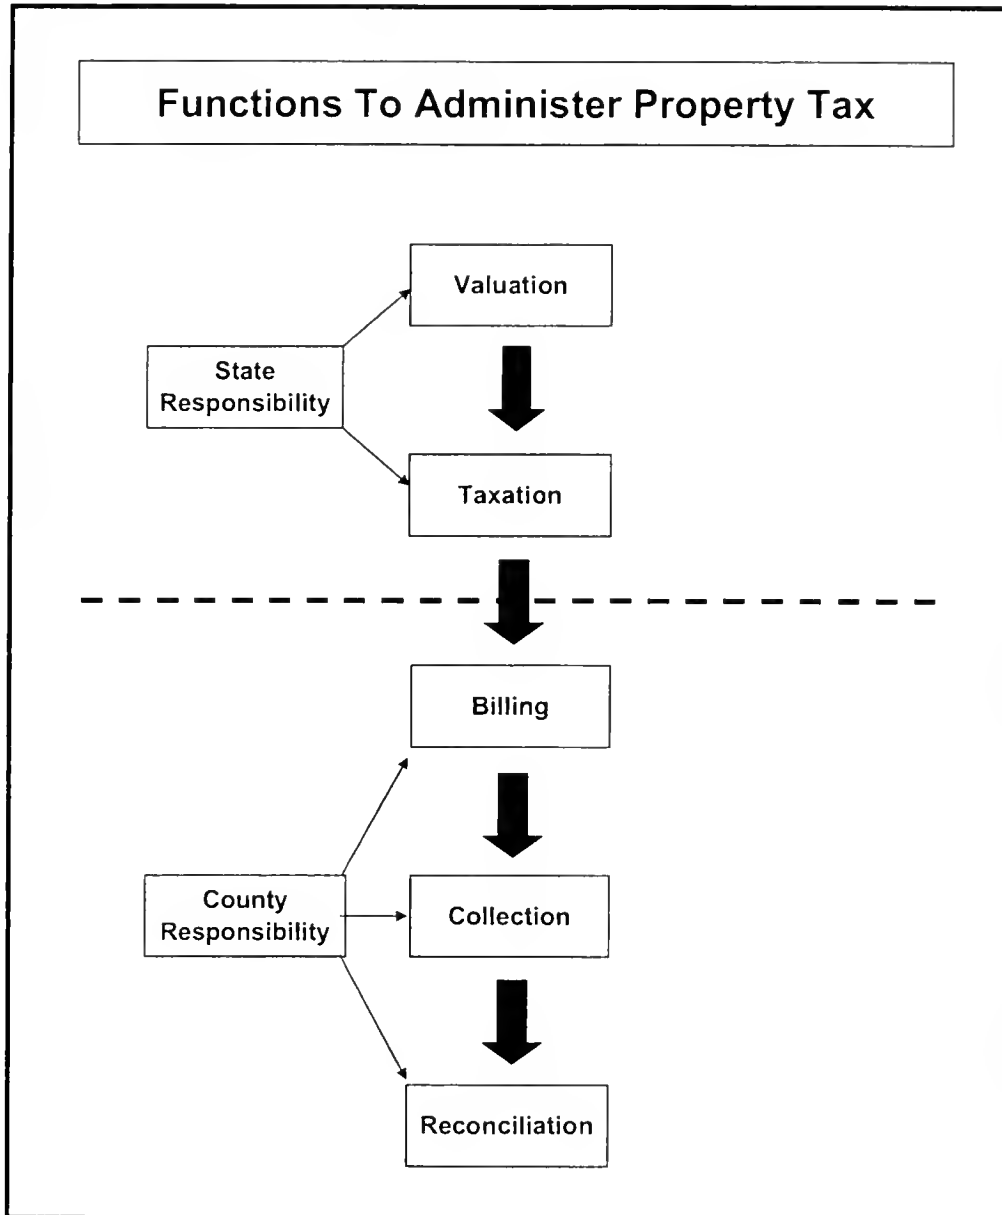 Functions To Administer Property Tax
Valuation
State
Responsibility
Taxation
Billing
County
Responsibility
Collection
Reconciliation